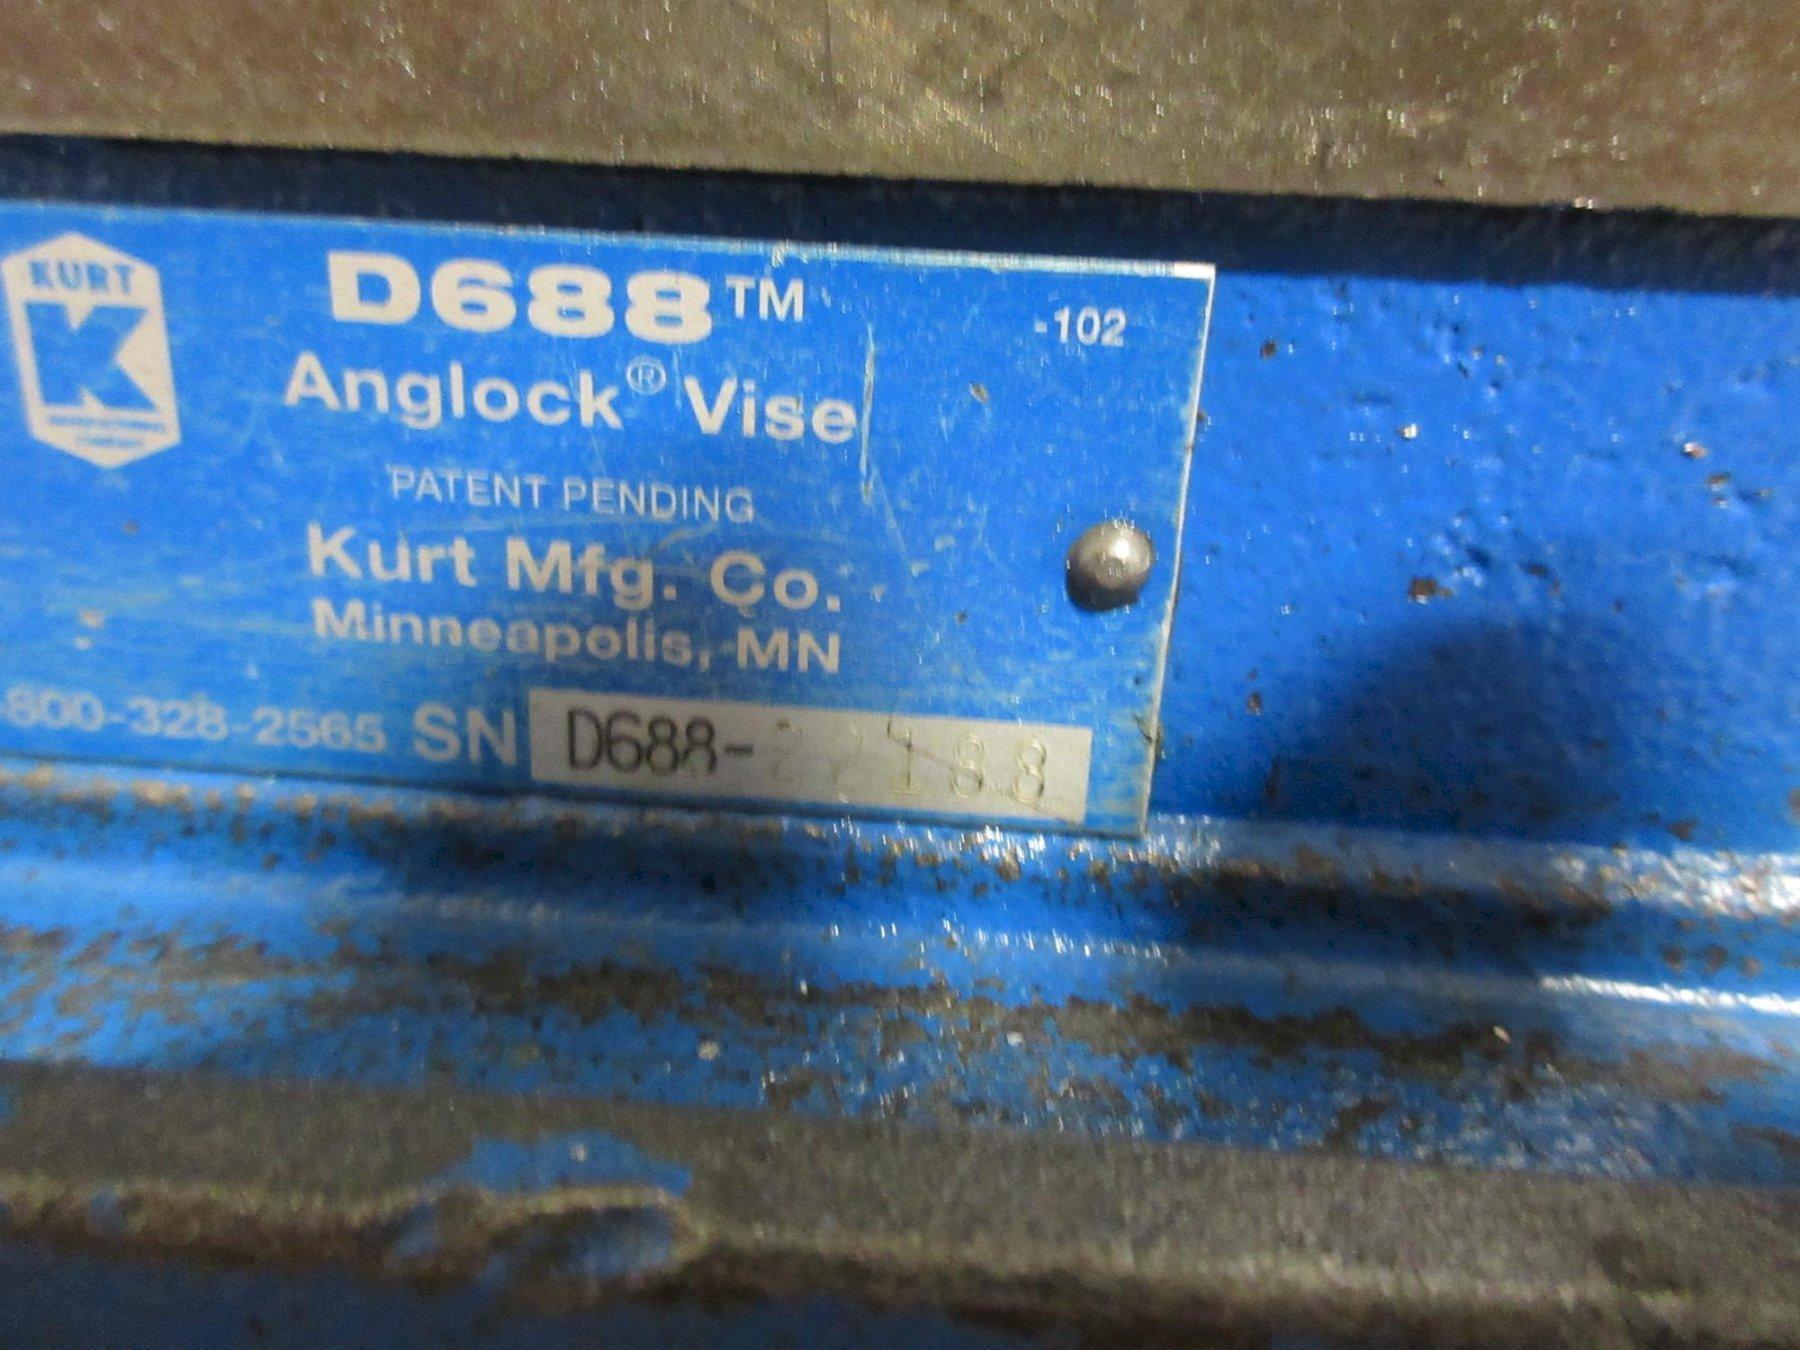 KURT
K
D688™
-102
Anglock® Vise
PATENT PENDING
Kurt Mfg. Co.
Minneapolis, MN
-800-328-2565 SN D688-